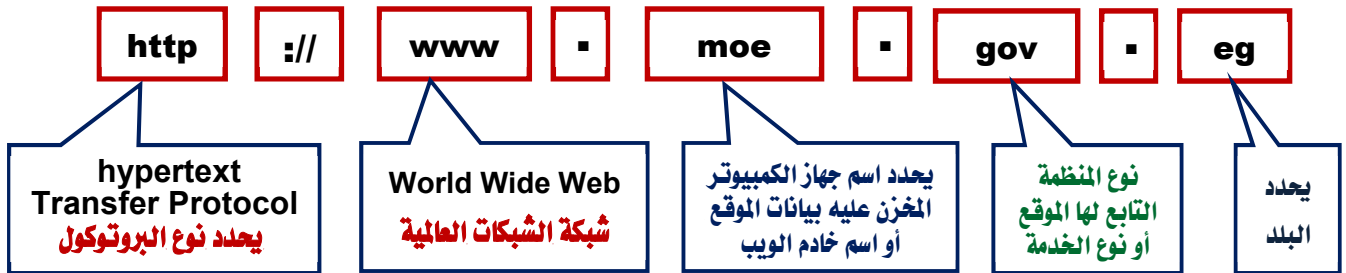 http :// www . moe . gov . eg
hypertext
Transfer Protocol
يحدد نوع البروتوكول
World Wide Web
شبكة الشبكات العالمية
يحدد اسم جهاز الكمبيوتر
المخزن عليه بيانات الموقع
أو اسم خادم الويب
نوع المنظمة
التابع لها الموقع
أو نوع الخدمة
يحدد
البلد